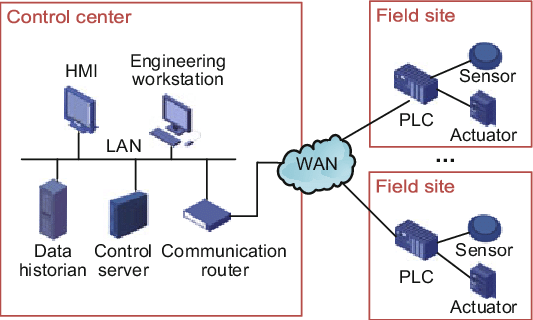 Control center
HMI
Engineering
workstation
LAN
Data
historian
Control
server
Communication
router
WAN
Field site
Sensor
PLC
Actuator
...
Field site
Sensor
PLC
Actuator